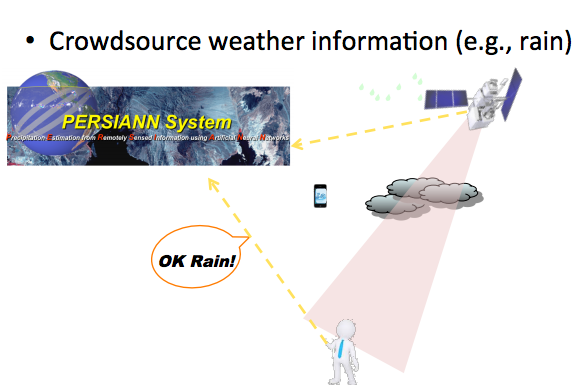 • Crowdsource weather information (e.g., rain)
PERSIANN System
Precipitation Estimation from Remotely Sensed Information using Artificial Neural Networks
OK Rain!